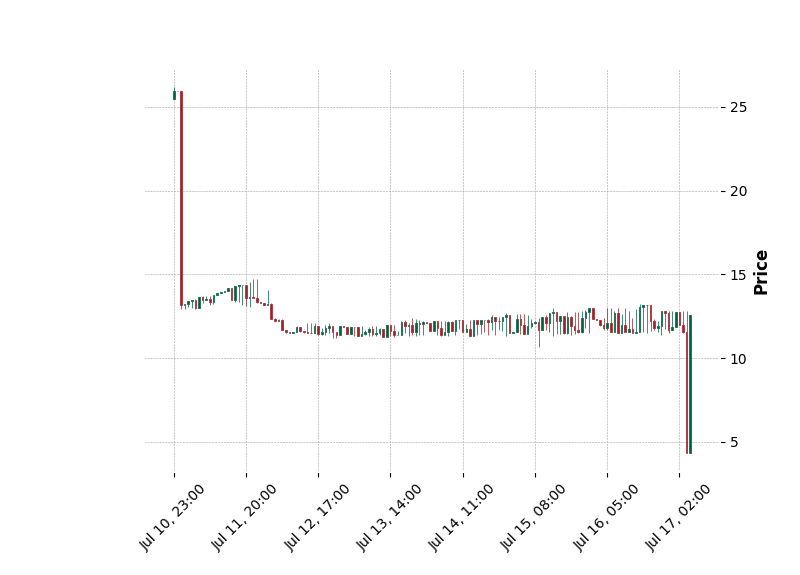 25
20
15
10
5
Price
Jul 10, 23:00
Jul 11, 20:00
Jul 12, 17:00
Jul 13, 14:00
Jul 14, 11:00
Jul 15, 08:00
Jul 16, 05:00
Jul 17, 02:00